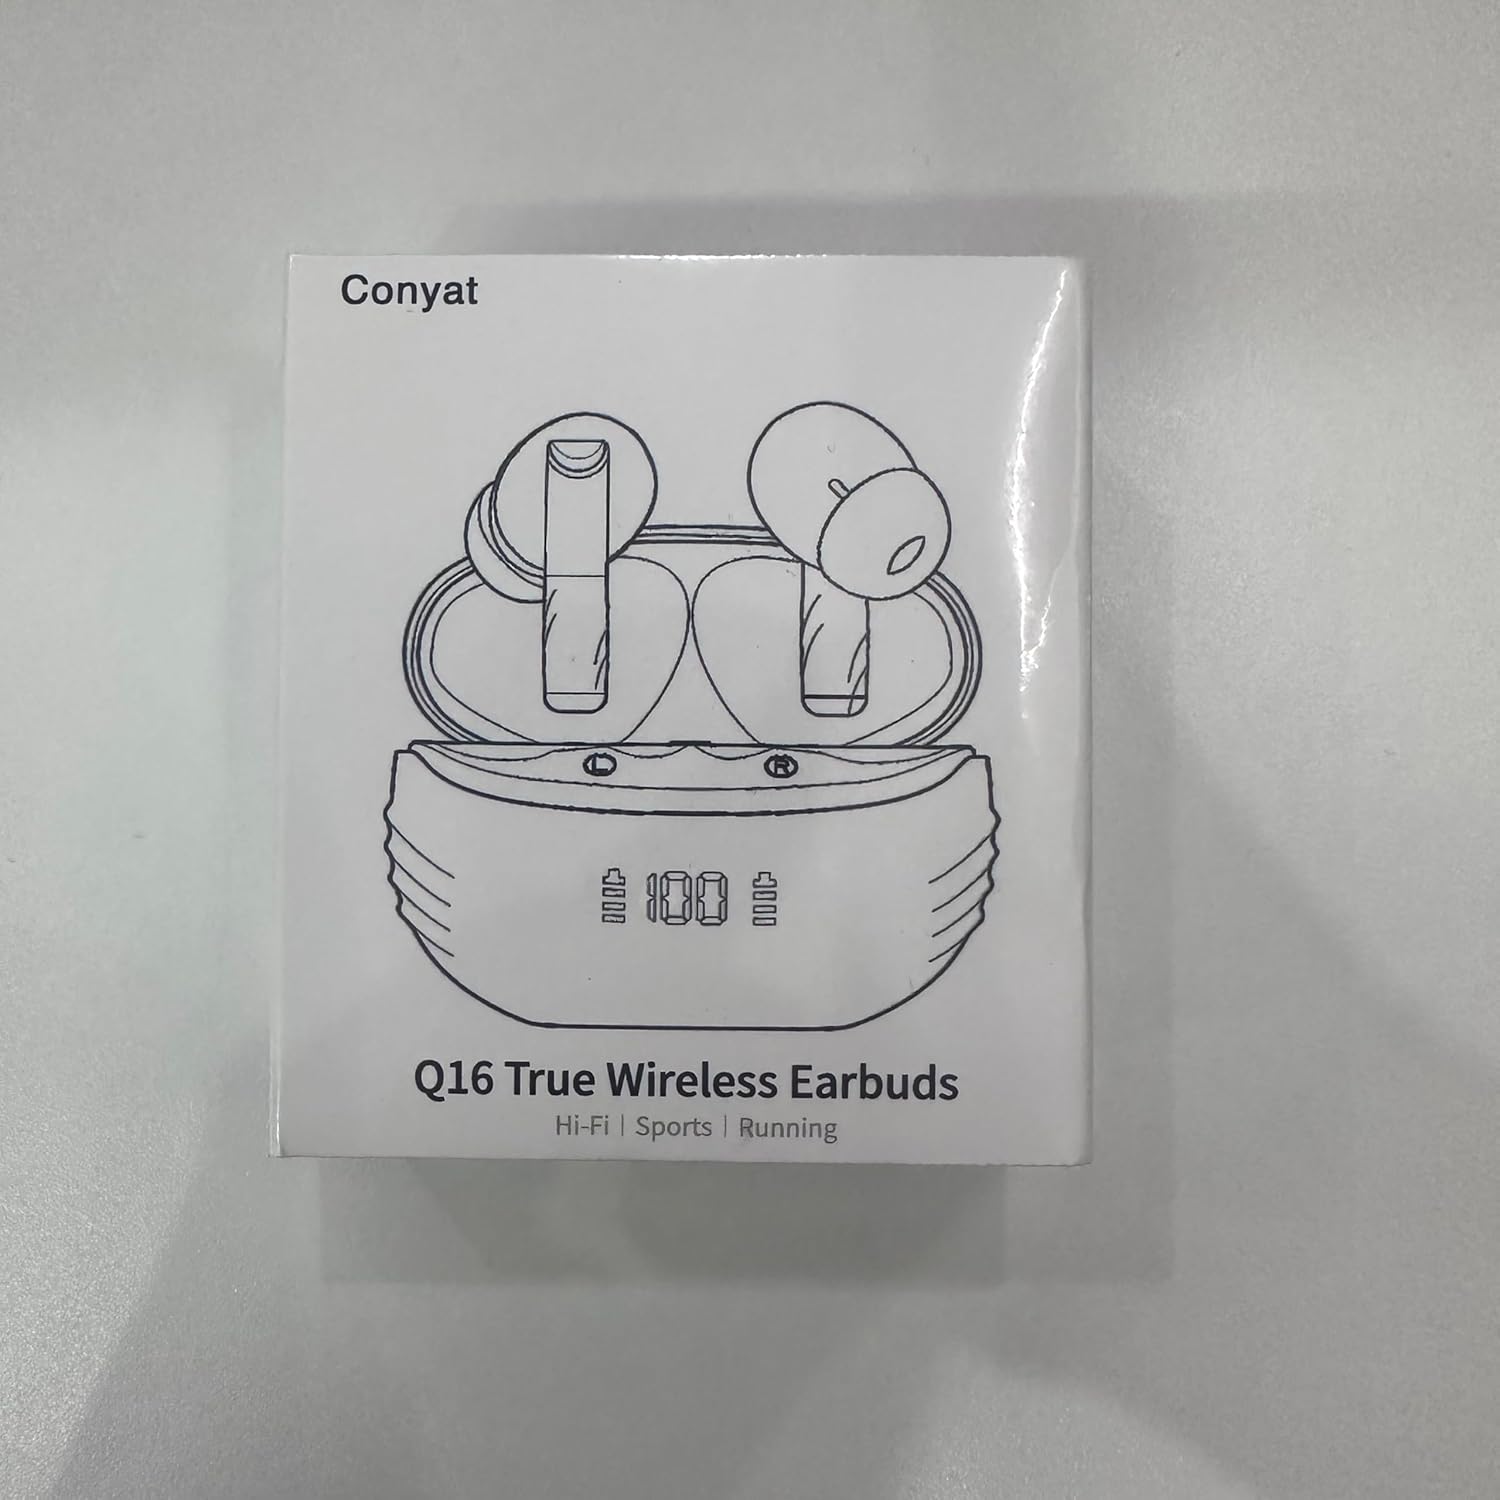 Conyat
L R
100
Q16 True Wireless Earbuds
Hi-Fi | Sports | Running